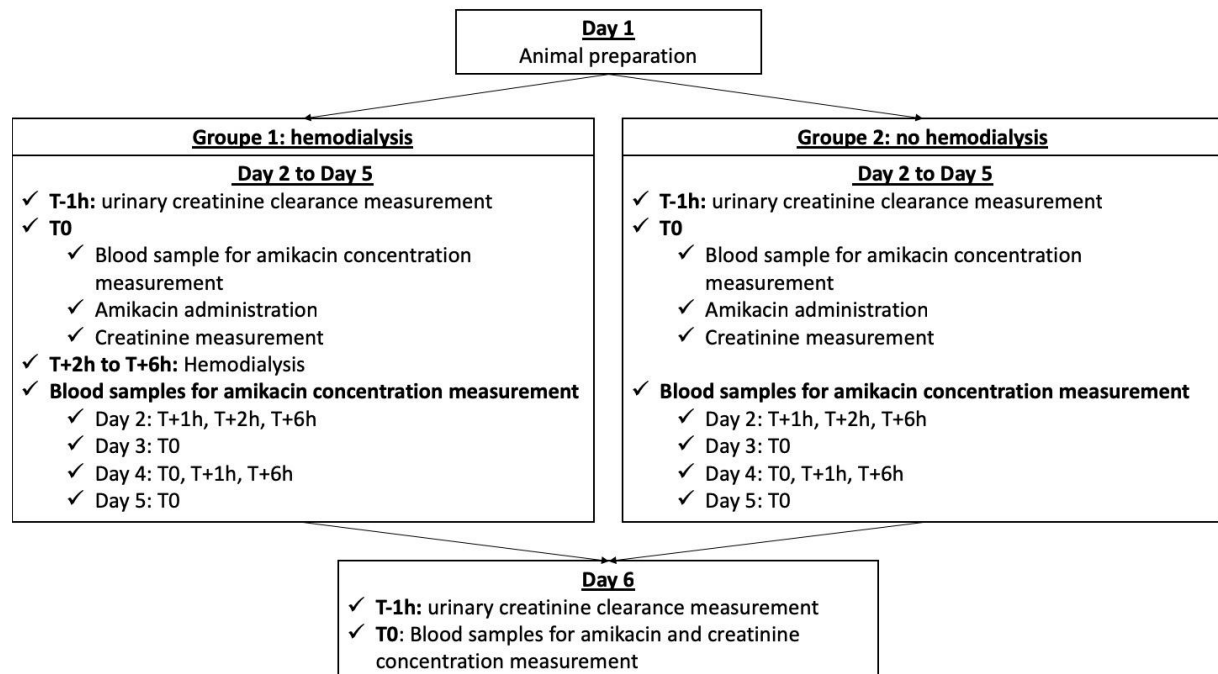 Day 1
Animal preparation
Groupe 1: hemodialysis
Day 2 to Day 5
✓ T-1h: urinary creatinine clearance measurement
✓ T0
✓ Blood sample for amikacin concentration
measurement
✓ Amikacin administration
✓ Creatinine measurement
✓ T+2h to T+6h: Hemodialysis
✓ Blood samples for amikacin concentration measurement
✓ Day 2: T+1h, T+2h, T+6h
✓ Day 3: T0
✓ Day 4: T0, T+1h, T+6h
✓ Day 5: T0
Groupe 2: no hemodialysis
Day 2 to Day 5
✓ T-1h: urinary creatinine clearance measurement
✓ T0
✓ Blood sample for amikacin concentration
measurement
✓ Amikacin administration
✓ Creatinine measurement
✓ Blood samples for amikacin concentration measurement
✓ Day 2: T+1h, T+2h, T+6h
✓ Day 3: T0
✓ Day 4: T0, T+1h, T+6h
✓ Day 5: T0
Day 6
✓ T-1h: urinary creatinine clearance measurement
✓ T0: Blood samples for amikacin and creatinine
concentration measurement